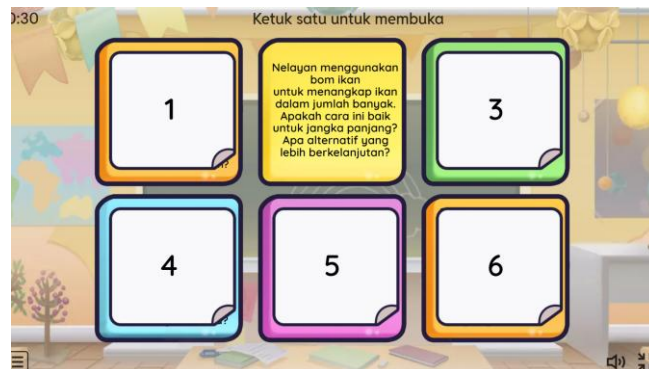 0:30
Ketuk satu untuk membuka
1
Nelayan menggunakan
bom ikan
untuk menangkap ikan
dalam jumlah banyak.
Apakah cara ini baik
untuk jangka panjang?
Apa alternatif yang
lebih berkelanjutan?
3
4
5
6